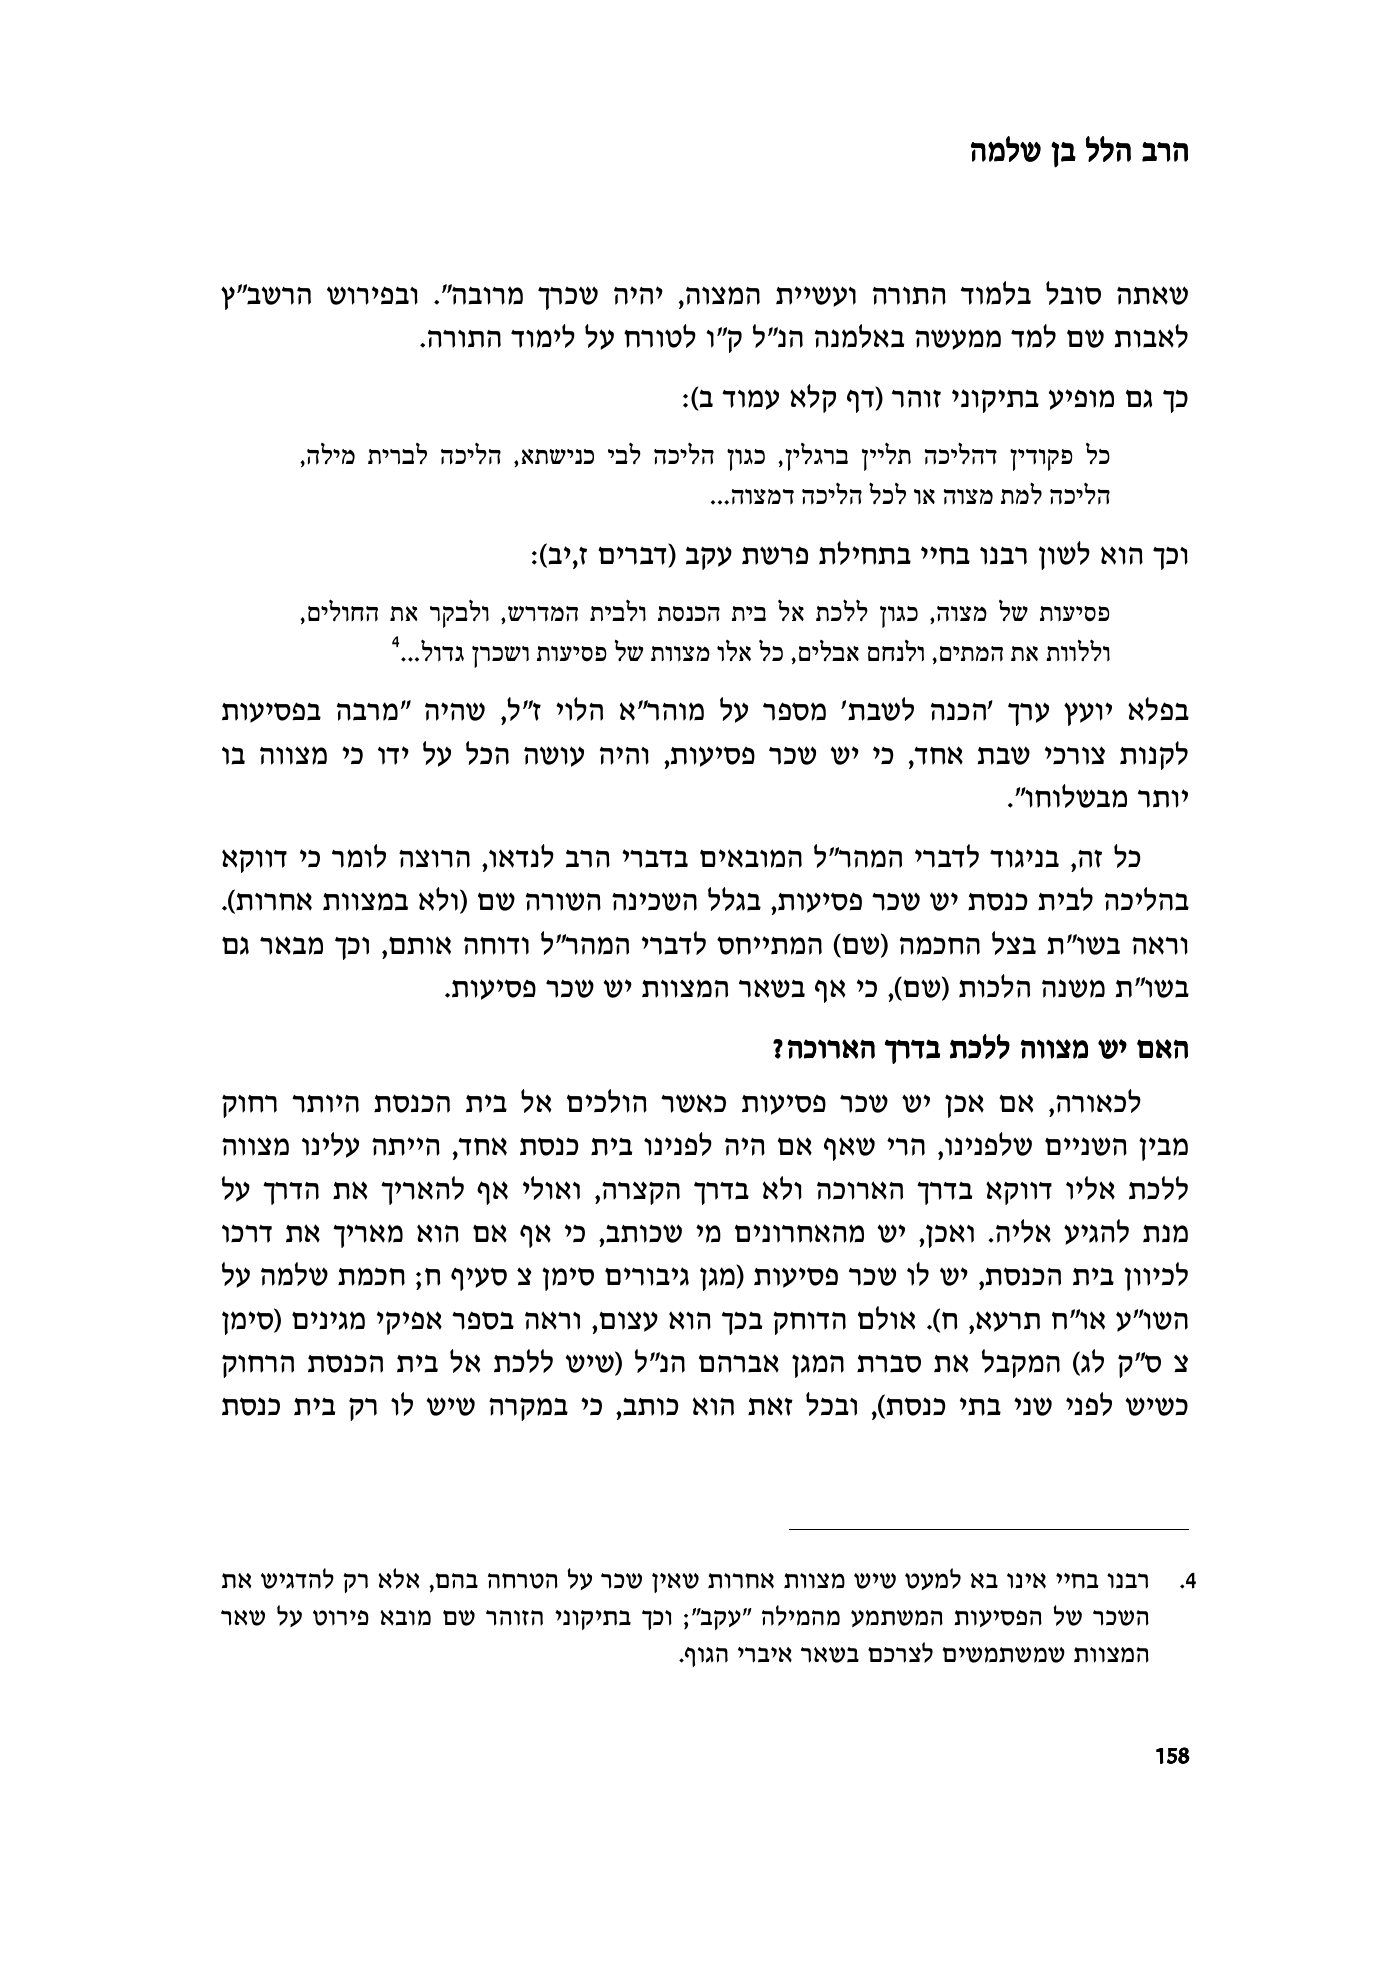 הרב הלל בן שלמה
שאתה סובל בלמוד התורה ועשיית המצוה, יהיה שכרך מרובה". ובפירוש הרשב"ץ
לאבות שם למד ממעשה באלמנה הנ"ל ק"ו לטורח על לימוד התורה.
כך גם מופיע בתיקוני זוהר (דף קלא עמוד ב):
כל פקודין דהליכה תליין ברגלין, כגון הליכה לבי כנישתא, הליכה לברית מילה,
הליכה למת מצוה או לכל הליכה דמצוה...
וכך הוא לשון רבנו בחיי בתחילת פרשת עקב (דברים ז,יב):
פסיעות של מצוה, כגון ללכת אל בית הכנסת ולבית המדרש, ולבקר את החולים,
וללוות את המתים, ולנחם אבלים, כל אלו מצוות של פסיעות ושכרן גדול...4
בפלא יועץ ערך 'הכנה לשבת' מספר על מוהר"א הלוי ז"ל, שהיה "מרבה בפסיעות
לקנות צורכי שבת אחד, כי יש שכר פסיעות, והיה עושה הכל על ידו כי מצווה בו
יותר מבשלוחו".
כל זה, בניגוד לדברי המהר"ל המובאים בדברי הרב לנדאו, הרוצה לומר כי דווקא
בהליכה לבית כנסת יש שכר פסיעות, בגלל השכינה השורה שם (ולא במצוות אחרות).
וראה בשו"ת בצל החכמה (שם) המתייחס לדברי המהר"ל ודוחה אותם, וכך מבאר גם
בשו"ת משנה הלכות (שם), כי אף בשאר המצוות יש שכר פסיעות.
האם יש מצווה ללכת בדרך הארוכה?
לכאורה, אם אכן יש שכר פסיעות כאשר הולכים אל בית הכנסת היותר רחוק
מבין השניים שלפנינו, הרי שאף אם היה לפנינו בית כנסת אחד, הייתה עלינו מצווה
ללכת אליו דווקא בדרך הארוכה ולא בדרך הקצרה, ואולי אף להאריך את הדרך על
מנת להגיע אליה. ואכן, יש מהאחרונים מי שכותב, כי אף אם הוא מאריך את דרכו
לכיוון בית הכנסת, יש לו שכר פסיעות (מגן גיבורים סימן צ סעיף ח; חכמת שלמה על
השו"ע או"ח תרעא, ח). אולם הדוחק בכך הוא עצום, וראה בספר אפיקי מגינים (סימן
צ ס"ק לג) המקבל את סברת המגן אברהם הנ"ל (שיש ללכת אל בית הכנסת הרחוק
כשיש לפני שני בתי כנסת), ובכל זאת הוא כותב, כי במקרה שיש לו רק בית כנסת
4. רבנו בחיי אינו בא למעט שיש מצוות אחרות שאין שכר על הטרחה בהם, אלא רק להדגיש את
השכר של הפסיעות המשתמע מהמילה "עקב"; וכך בתיקוני הזוהר שם מובא פירוט על שאר
המצוות שמשתמשים לצרכם בשאר איברי הגוף.
158